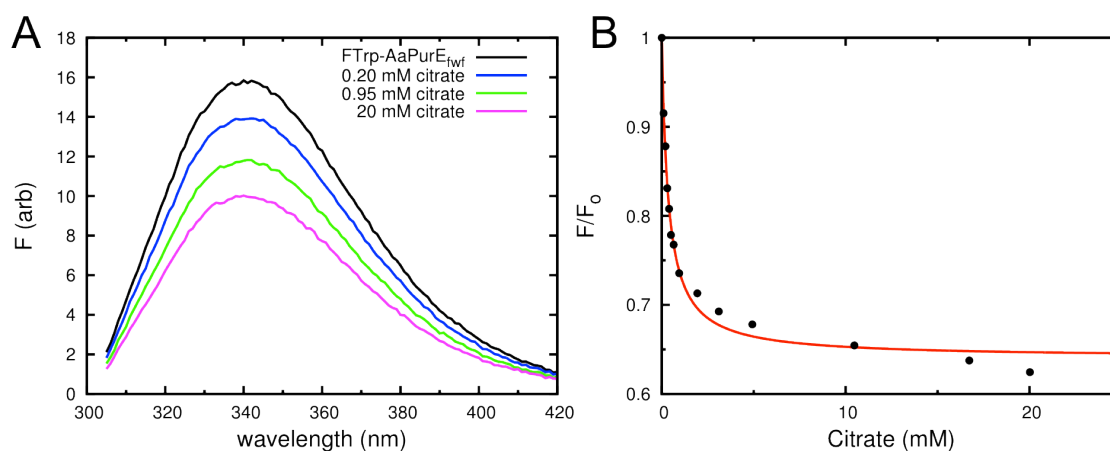 A
18
16
14
12
10
8
6
4
2
0
F (arb)
300 320 340 360 380 400 420
wavelength (nm)
FTrp-AaPurEfwf
0.20 mM citrate
0.95 mM citrate
20 mM citrate
B
1
0.9
0.8
0.7
0.6
F/Fo
0 10 20
Citrate (mM)